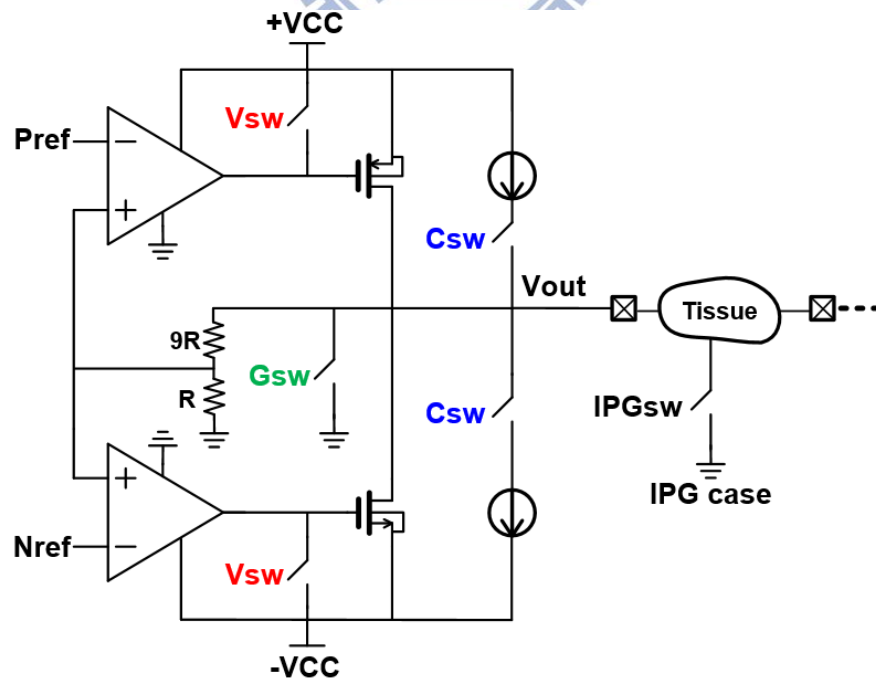 +VCC
Vsw
Pref
−
+
Csw
Vout
Tissue
9R
Gsw
R
Csw
IPGsw
IPG case
+
Nref
−
Vsw
-VCC